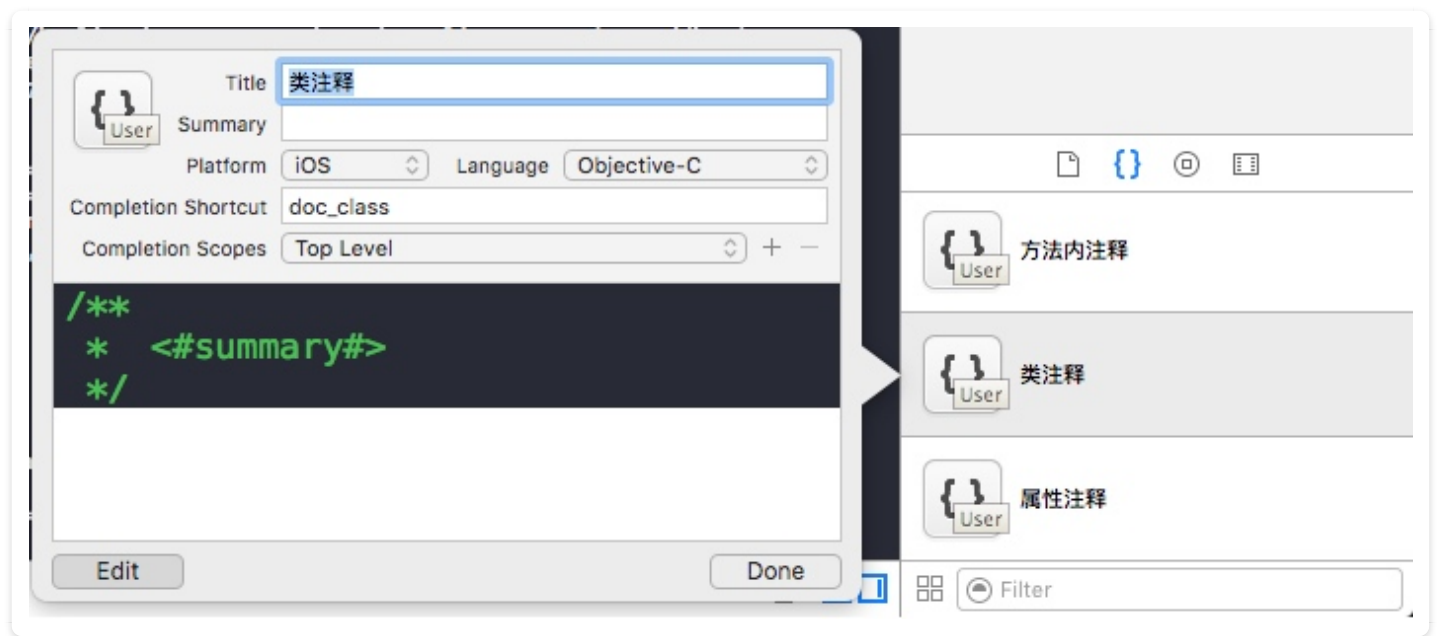 Title 类注释
User
Summary
Platform iOS Language Objective-C
Completion Shortcut doc_class
Completion Scopes Top Level
/**
 *  <#summary#>
 */
Edit Done
方法内注释
User
类注释
User
属性注释
User
Filter